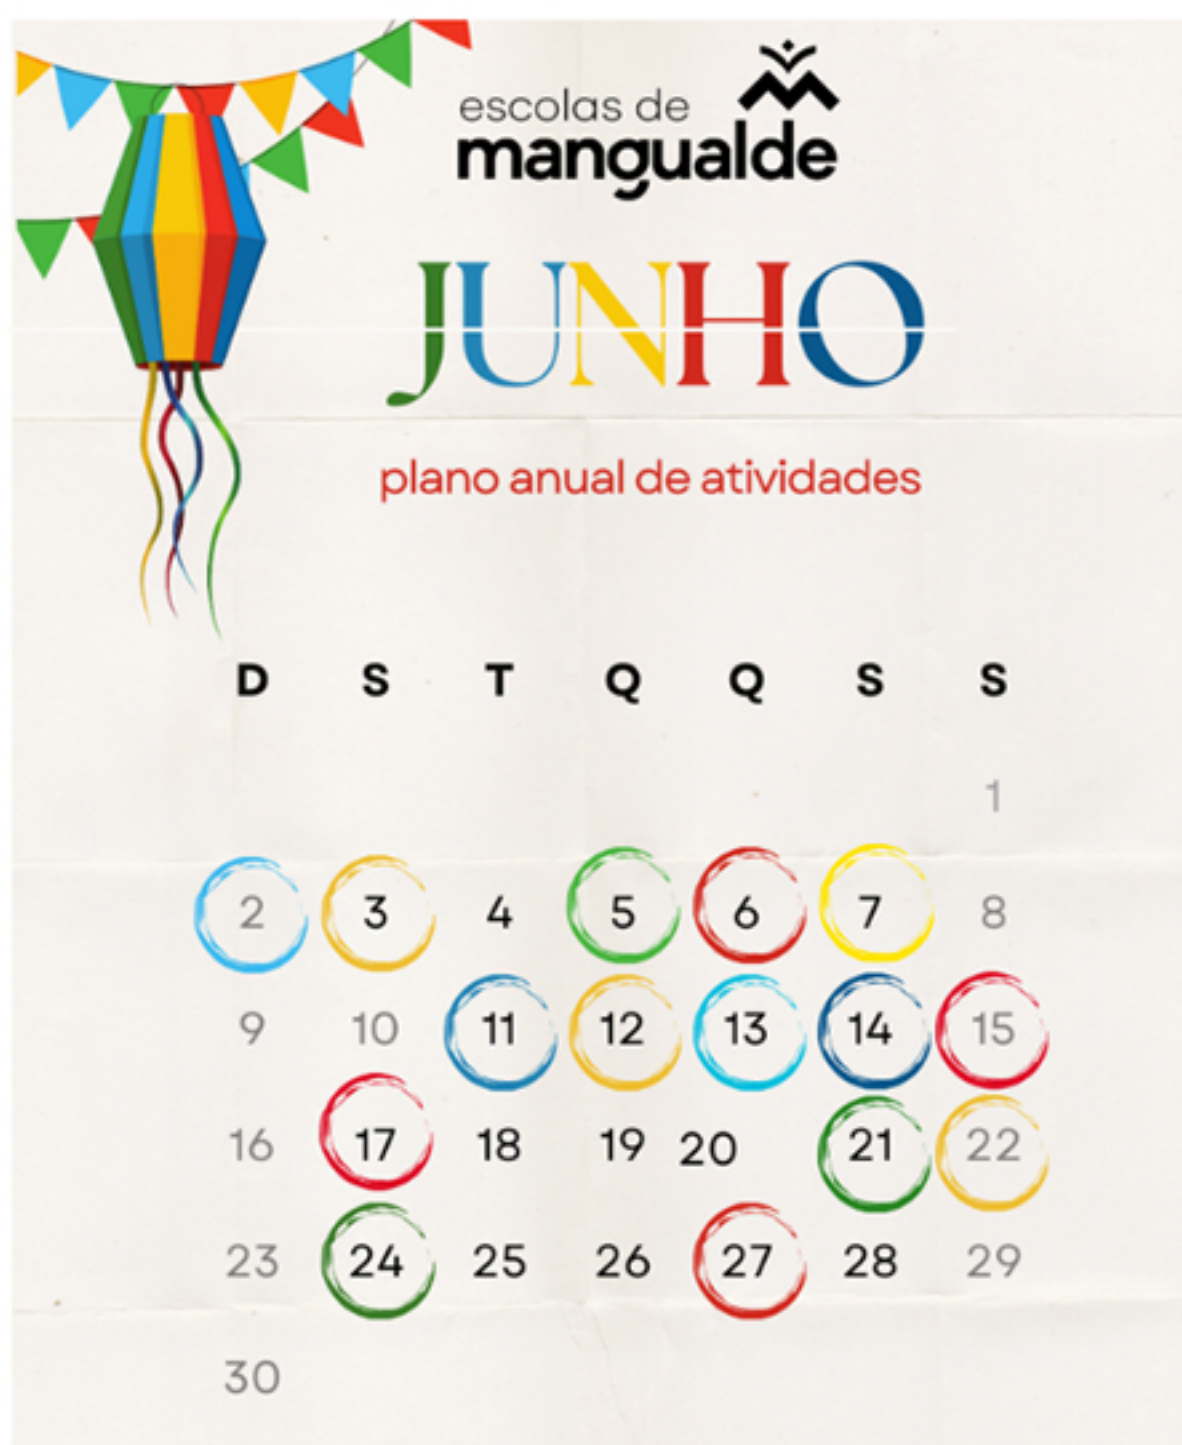 escolas de
mangualde
JUNHO
plano anual de atividades
D S T Q Q S S
1
2 3 4 5 6 7 8
9 10 11 12 13 14 15
16 17 18 19 20 21 22
23 24 25 26 27 28 29
30